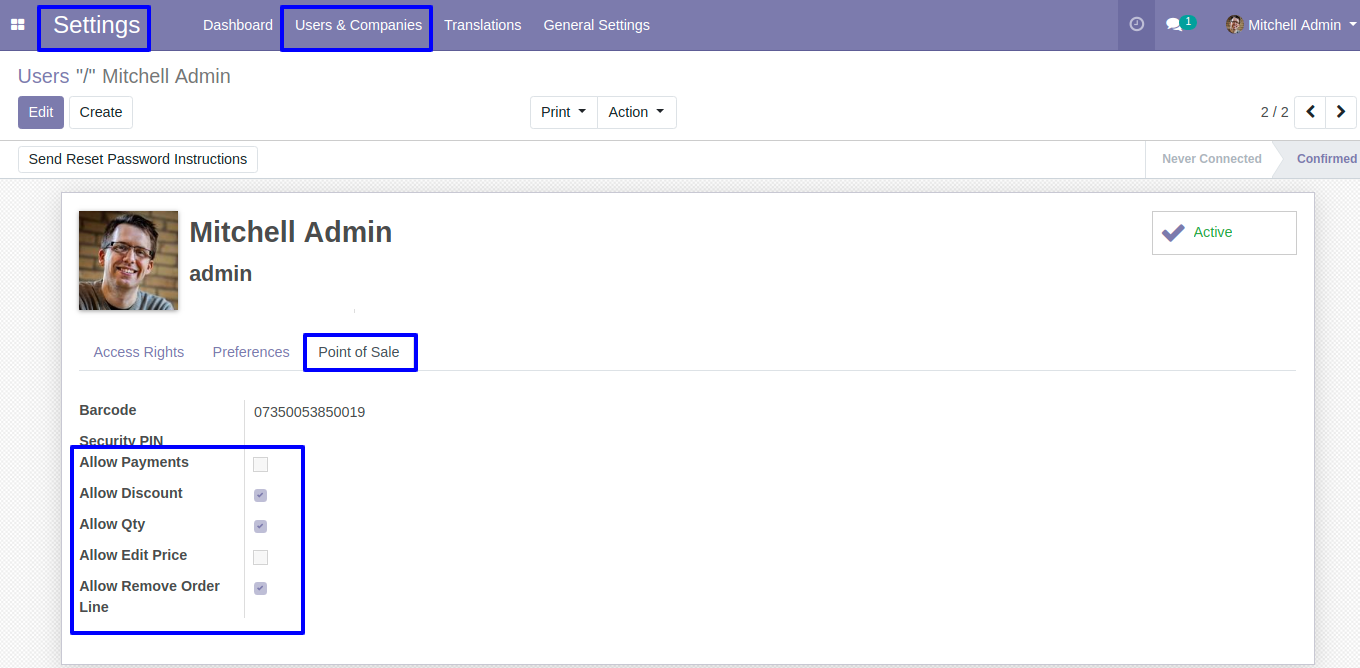 Settings Dashboard Users & Companies Translations General Settings 1 Mitchell Admin
Users "/" Mitchell Admin
Edit Create Print Action 2 / 2
Send Reset Password Instructions Never Connected Confirmed
Mitchell Admin
Active
admin
Access Rights Preferences Point of Sale
Barcode 07350053850019
Security PIN
Allow Payments
Allow Discount
Allow Qty
Allow Edit Price
Allow Remove Order
Line